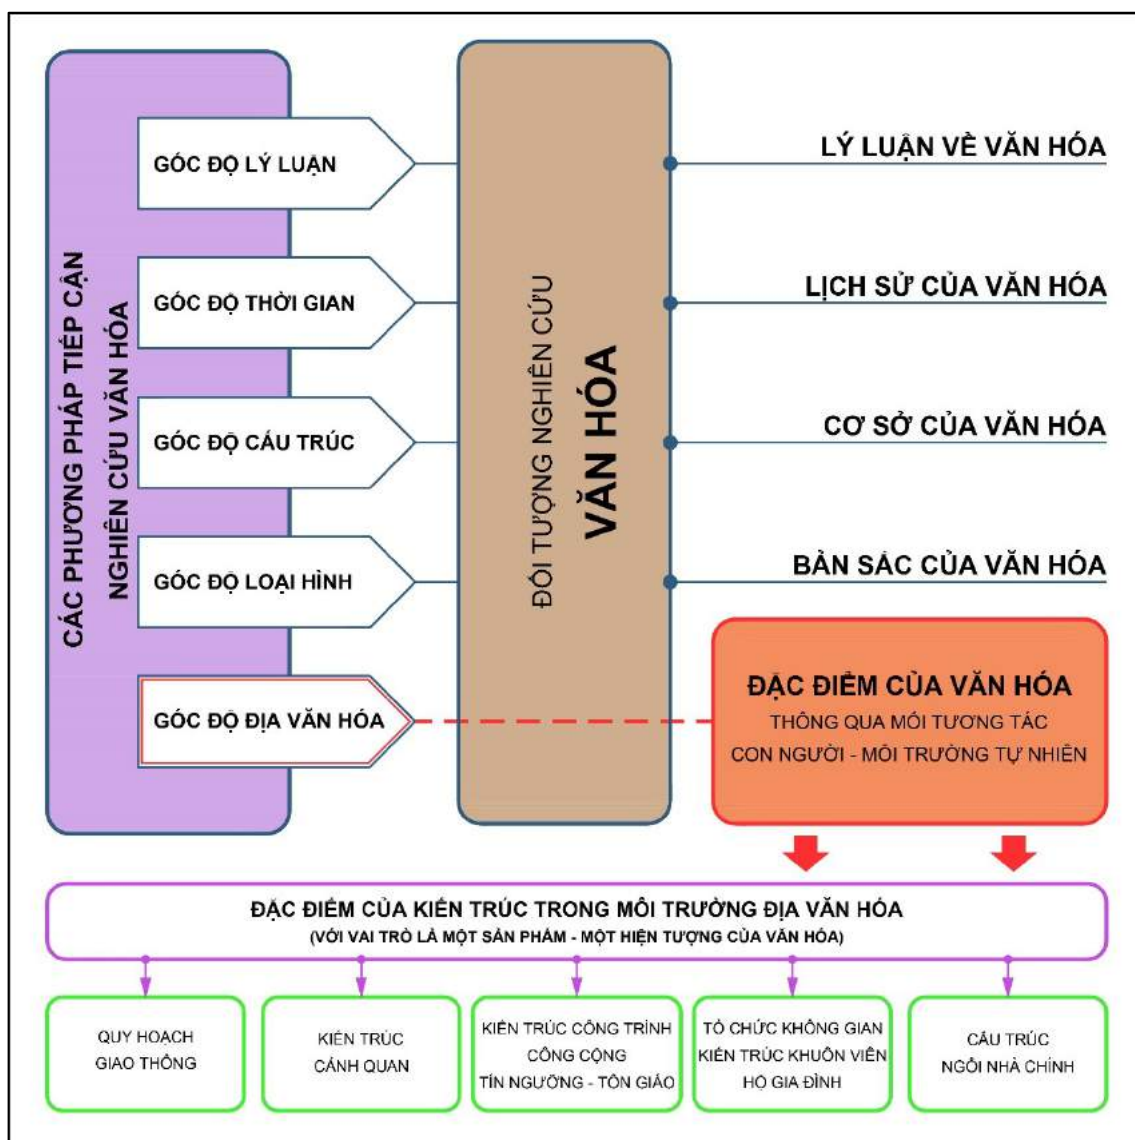 CÁC PHƯƠNG PHÁP TIẾP CẬN
NGHIÊN CỨU VĂN HÓA
GÓC ĐỘ LÝ LUẬN
GÓC ĐỘ THỜI GIAN
GÓC ĐỘ CẤU TRÚC
GÓC ĐỘ LOẠI HÌNH
GÓC ĐỘ ĐỊA VĂN HÓA
ĐỐI TƯỢNG NGHIÊN CỨU
VĂN HÓA
LÝ LUẬN VỀ VĂN HÓA
LỊCH SỬ CỦA VĂN HÓA
CƠ SỞ CỦA VĂN HÓA
BẢN SẮC CỦA VĂN HÓA
ĐẶC ĐIỂM CỦA VĂN HÓA
THÔNG QUA MỐI TƯƠNG TÁC
CON NGƯỜI - MÔI TRƯỜNG TỰ NHIÊN
ĐẶC ĐIỂM CỦA KIẾN TRÚC TRONG MÔI TRƯỜNG ĐỊA VĂN HÓA
(VỚI VAI TRÒ LÀ MỘT SẢN PHẨM - MỘT HIỆN TƯỢNG CỦA VĂN HÓA)
QUY HOẠCH
GIAO THÔNG
KIẾN TRÚC
CẢNH QUAN
KIẾN TRÚC CÔNG TRÌNH
CÔNG CỘNG
TÍN NGƯỠNG - TÔN GIÁO
TỔ CHỨC KHÔNG GIAN
KIẾN TRÚC KHUÔN VIÊN
HỘ GIA ĐÌNH
CẤU TRÚC
NGÔI NHÀ CHÍNH